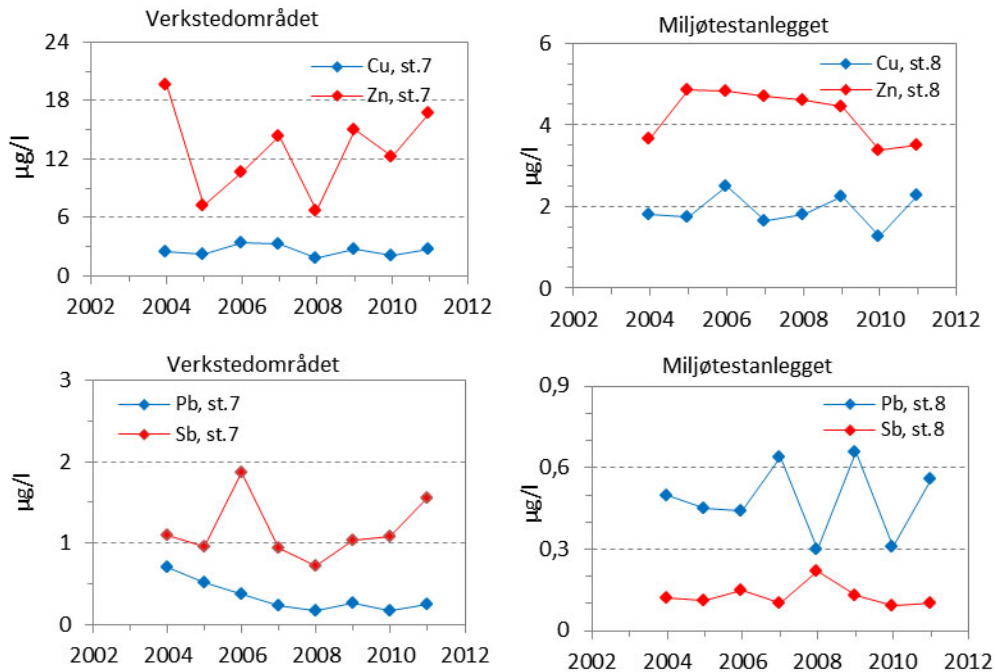 Verkstedområdet
24
18
12
6
0
µg/l
Cu, st.7
Zn, st.7
2002 2004 2006 2008 2010 2012
Miljøtestanlegget
6
4
2
0
µg/l
Cu, st.8
Zn, st.8
2002 2004 2006 2008 2010 2012
Verkstedområdet
3
2
1
0
µg/l
Pb, st.7
Sb, st.7
2002 2004 2006 2008 2010 2012
Miljøtestanlegget
0,9
0,6
0,3
0
µg/l
Pb, st.8
Sb, st.8
2002 2004 2006 2008 2010 2012